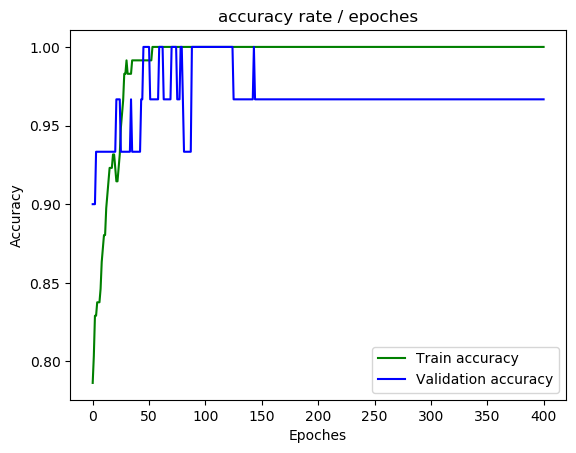 accuracy rate / epoches
1.00
0.95
0.90
0.85
0.80
Accuracy
Train accuracy
Validation accuracy
0 50 100 150 200 250 300 350 400
Epoches